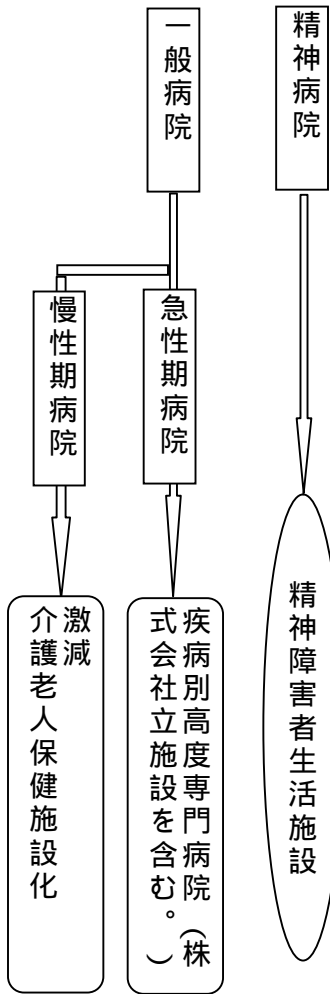 精神病院
精神障害者生活施設
一般病院
急性期病院
疾病別高度専門病院（株
式会社立施設を含む。）
慢性期病院
激減
介護老人保健施設化